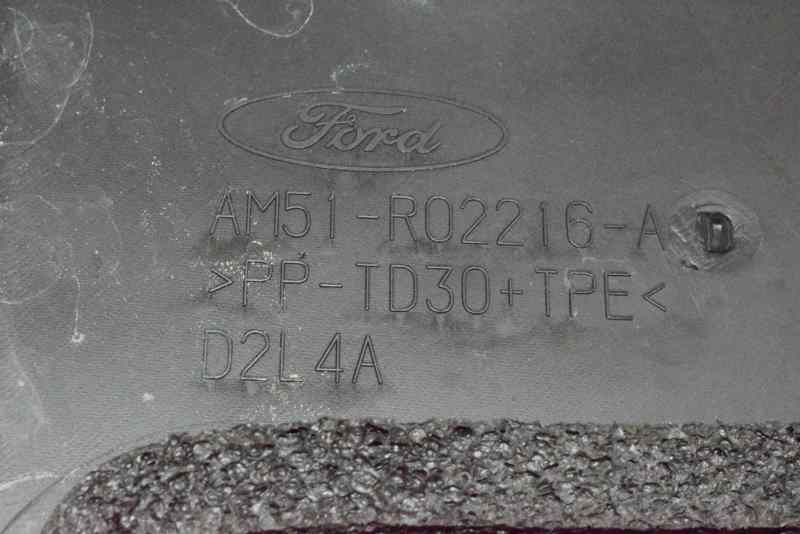 Ford
AM51-R02216-A D
>PP-TD30+TPE<
D2L4A